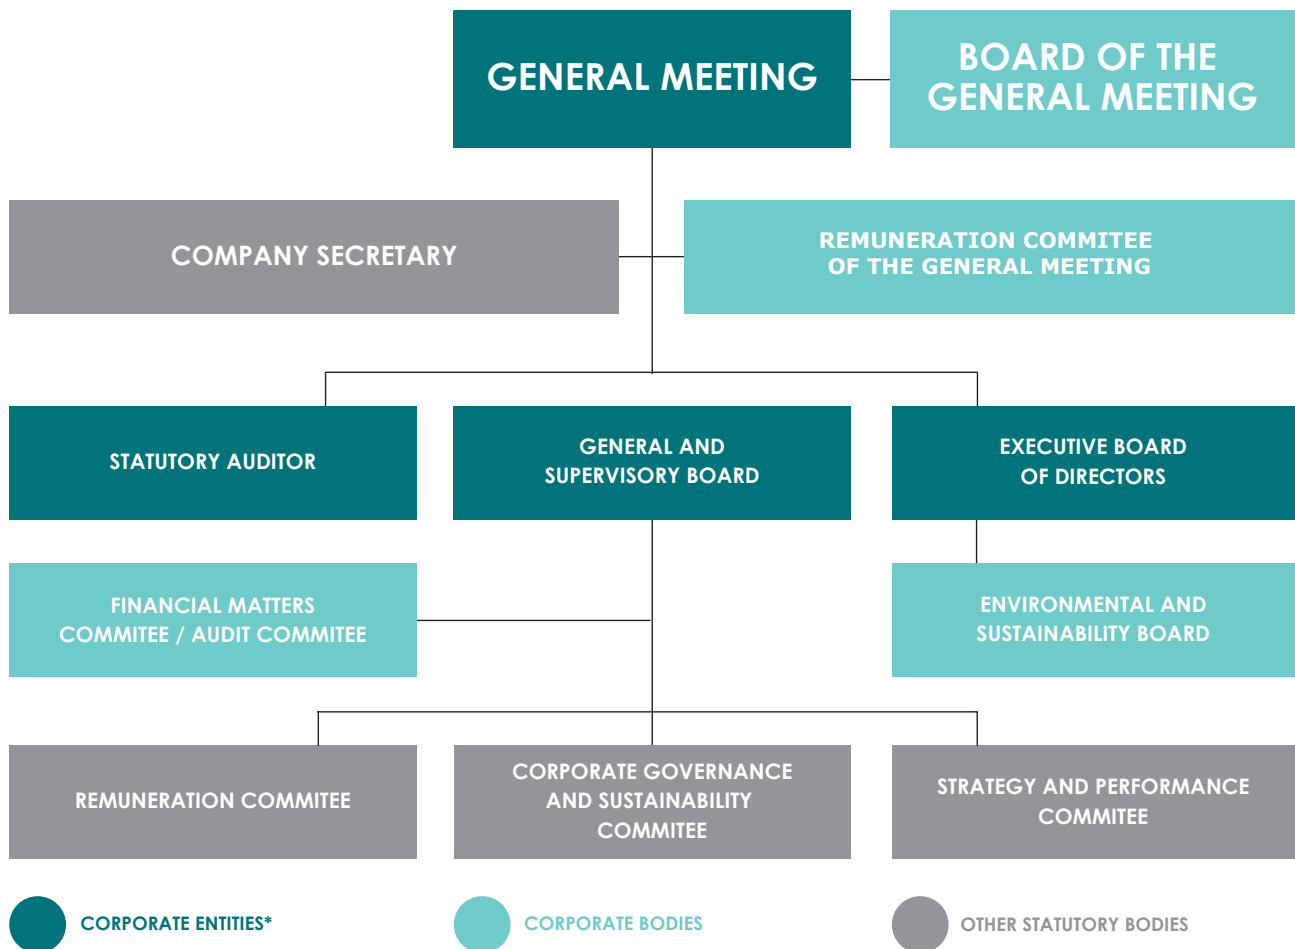 GENERAL MEETING
BOARD OF THE
GENERAL MEETING
COMPANY SECRETARY
REMUNERATION COMMITEE
OF THE GENERAL MEETING
STATUTORY AUDITOR
GENERAL AND
SUPERVISORY BOARD
EXECUTIVE BOARD
OF DIRECTORS
FINANCIAL MATTERS
COMMITEE / AUDIT COMMITEE
ENVIRONMENTAL AND
SUSTAINABILITY BOARD
REMUNERATION COMMITEE
CORPORATE GOVERNANCE
AND SUSTAINABILITY
COMMITEE
STRATEGY AND PERFORMANCE
COMMITEE
CORPORATE ENTITIES*
CORPORATE BODIES
OTHER STATUTORY BODIES